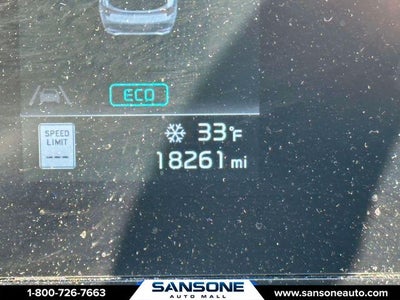 ECO
SPEED
LIMIT
---
33°F
18261 mi
1-800-726-7663
SANSONE
AUTO MALL
www.sansoneauto.com